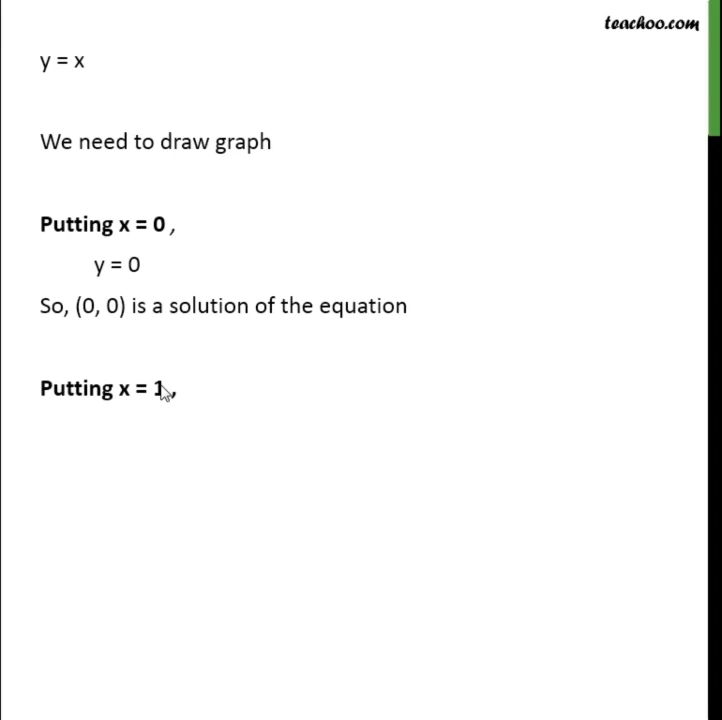 teachoo.com
y = x
We need to draw graph
Putting x = 0 ,
y = 0
So, (0, 0) is a solution of the equation
Putting x = 1 ,